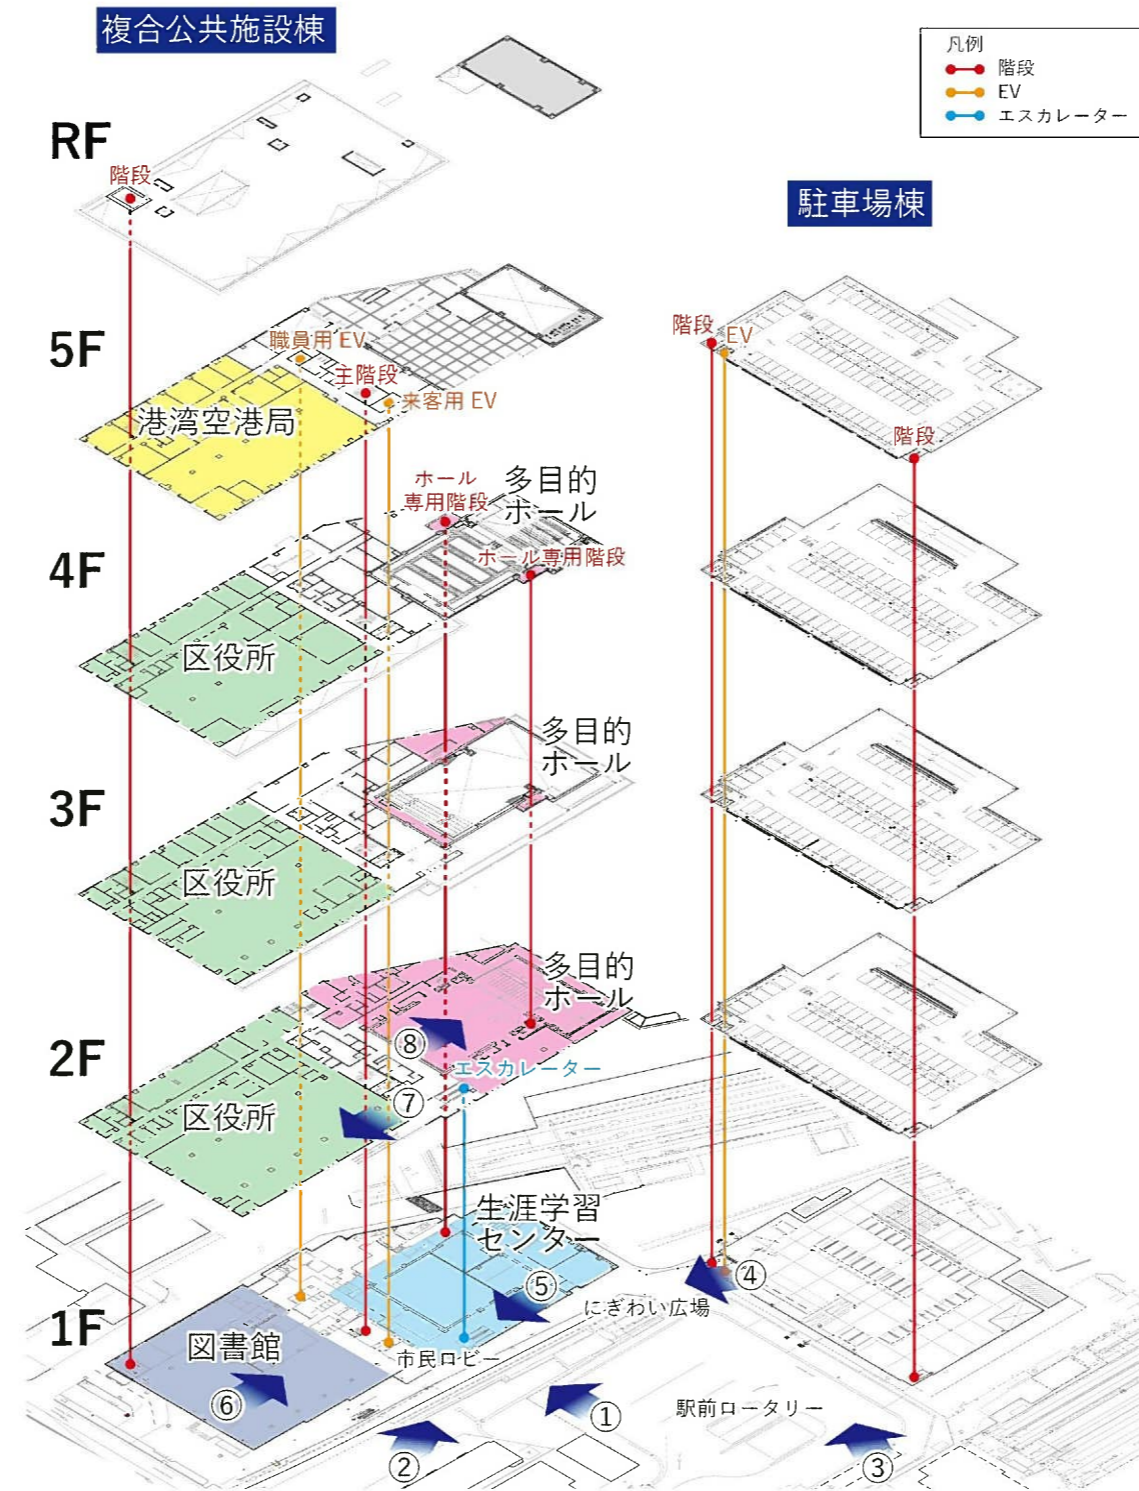 複合公共施設棟
凡例
階段
EV
エスカレーター
RF
階段
駐車場棟
5F
職員用 EV
主階段
来客用 EV
港湾空港局
階段
EV
階段
4F
ホール
専用階段
多目的
ホール
ホール専用階段
区役所
3F
多目的
ホール
区役所
2F
多目的
ホール
⑧
エスカレーター
⑦
区役所
1F
生涯学習
センター
⑤
④
にぎわい広場
図書館
市民ロビー
⑥
①
駅前ロータリー
②
③